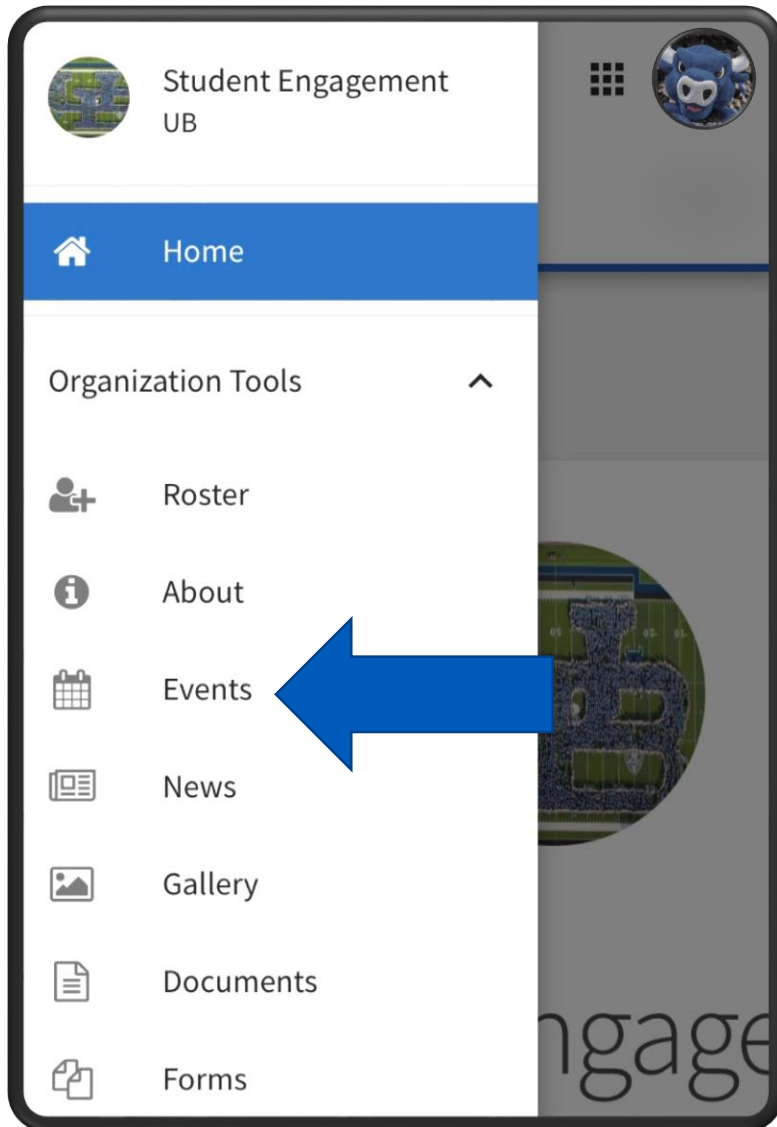 Student Engagement
UB
Home
Organization Tools
Roster
About
Events
News
Gallery
Documents
Forms
ngage